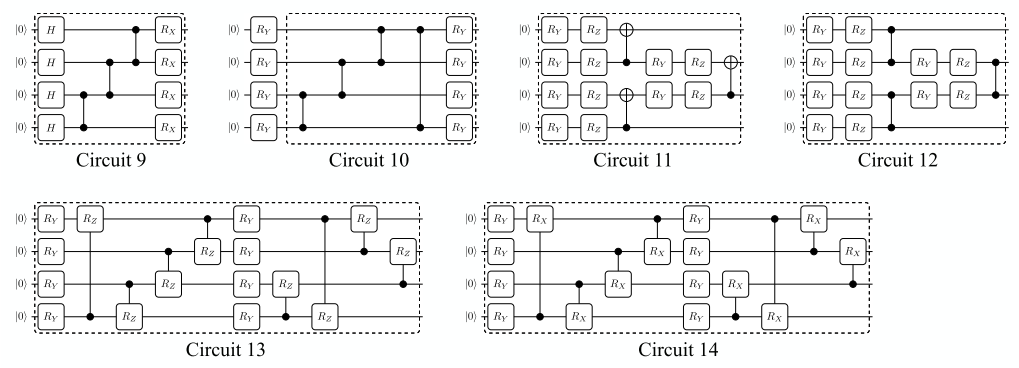 |0⟩ H R_X |0⟩ R_Y R_Y |0⟩ R_Y R_Z |0⟩ R_Y R_Z
|0⟩ H R_X |0⟩ R_Y R_Y |0⟩ R_Y R_Z R_Y R_Z |0⟩ R_Y R_Z R_Y R_Z
|0⟩ H R_X |0⟩ R_Y R_Y |0⟩ R_Y R_Z R_Y R_Z |0⟩ R_Y R_Z R_Y R_Z
|0⟩ H R_X |0⟩ R_Y R_Y |0⟩ R_Y R_Z |0⟩ R_Y R_Z
Circuit 9 Circuit 10 Circuit 11 Circuit 12
|0⟩ R_Y R_Z R_Y R_Z |0⟩ R_Y R_X R_Y R_X
|0⟩ R_Y R_Z R_Y R_Z |0⟩ R_Y R_X R_Y R_X
|0⟩ R_Y R_Z R_Y R_Z |0⟩ R_Y R_X R_Y R_X
|0⟩ R_Y R_Z R_Y R_Z |0⟩ R_Y R_X R_Y R_X
Circuit 13 Circuit 14